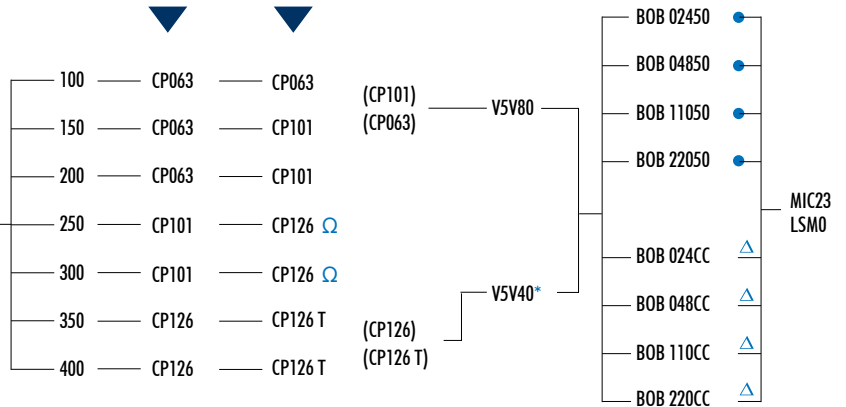 100 CP063 CP063
150 CP063 CP101
200 CP063 CP101
250 CP101 CP126 Ω
300 CP101 CP126 Ω
350 CP126 CP126 T
400 CP126 CP126 T
(CP101)
(CP063)
V5V80
(CP126)
(CP126 T)
V5V40*
BOB 02450 ●
BOB 04850 ●
BOB 11050 ●
BOB 22050 ●
BOB 024CC Δ
BOB 048CC Δ
BOB 110CC Δ
BOB 220CC Δ
MIC23
LSM0